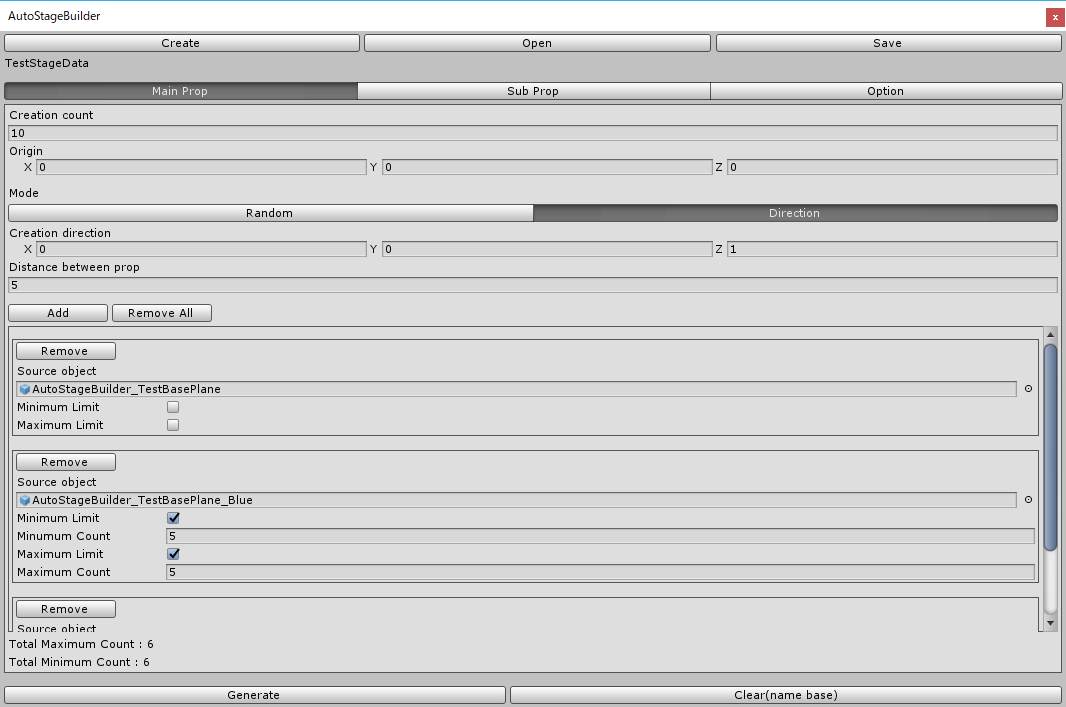 AutoStageBuilder x
Create Open Save
TestStageData
Main Prop Sub Prop Option
Creation count
10
Origin
X 0 Y 0 Z 0
Mode
Random Direction
Creation direction
X 0 Y 0 Z 1
Distance between prop
5
Add Remove All
Remove
Source object
AutoStageBuilder_TestBasePlane
Minimum Limit
Maximum Limit
Remove
Source object
AutoStageBuilder_TestBasePlane_Blue
Minimum Limit
Minumum Count 5
Maximum Limit
Maximum Count 5
Remove
Source object
Total Maximum Count : 6
Total Minimum Count : 6
Generate Clear(name base)